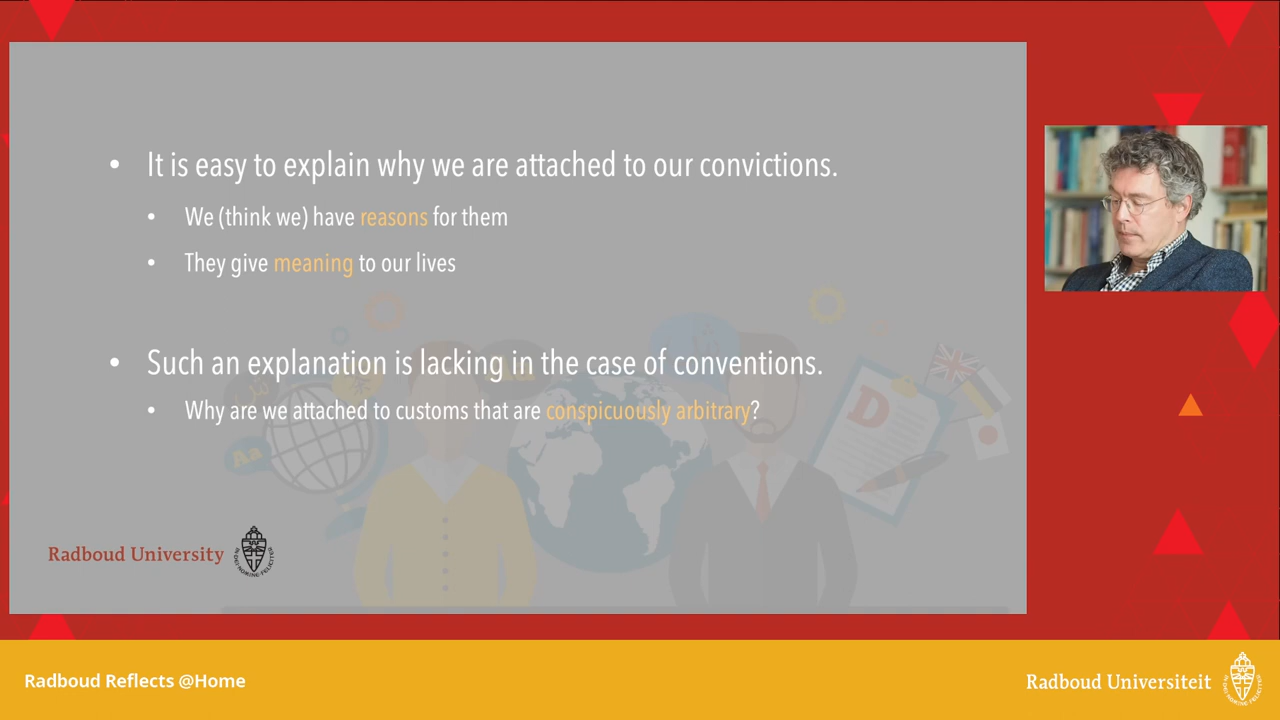 • It is easy to explain why we are attached to our convictions.
• We (think we) have reasons for them
• They give meaning to our lives
• Such an explanation is lacking in the case of conventions.
• Why are we attached to customs that are conspicuously arbitrary?
Aa
D
Radboud University
Radboud Reflects @Home
Radboud Universiteit